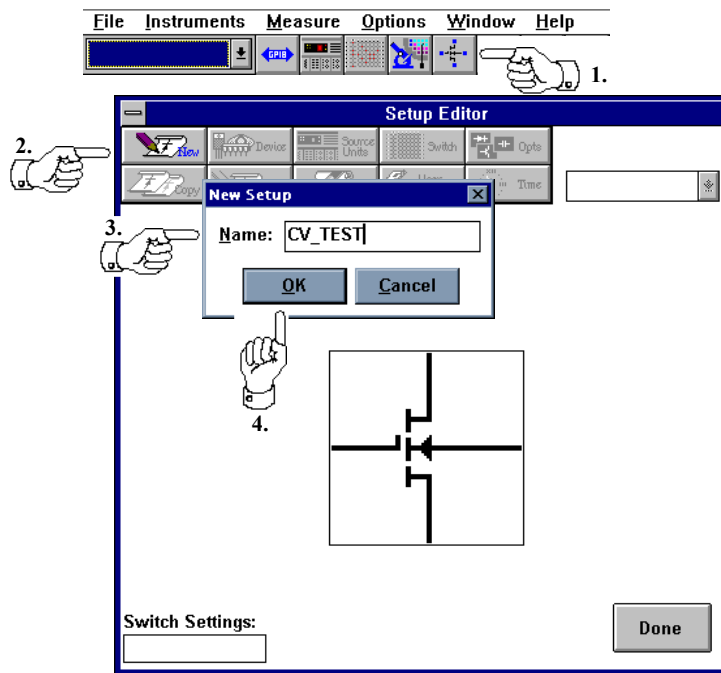 File Instruments Measure Options Window Help
GPIB
1.
Setup Editor
2.
New Device Source Units Switch Opts
Copy Time
New Setup
3.
Name: CV_TEST
OK Cancel
4.
Switch Settings:
Done